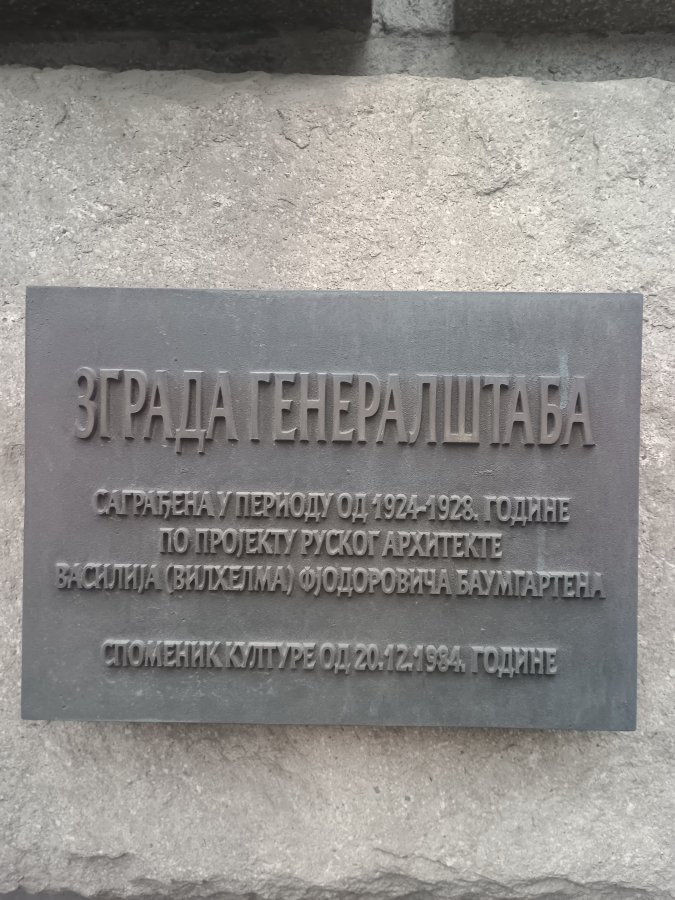 ЗГРАДА ГЕНЕРАЛШТАБА
САГРАЂЕНА У ПЕРИОДУ ОД 1924-1928. ГОДИНЕ
ПО ПРОЈЕКТУ РУСКОГ АРХИТЕКТЕ
ВАСИЛИЈА (ВИЛХЕЛМА) ФЈОДОРОВИЧА БАУМГАРТЕНА
СПОМЕНИК КУЛТУРЕ ОД 20.12.1984. ГОДИНЕ